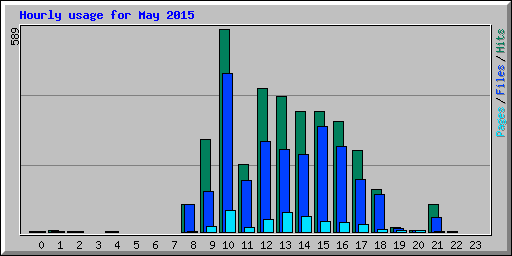 Hourly usage for May 2015
589
Pages/Files/Hits
0 1 2 3 4 5 6 7 8 9 10 11 12 13 14 15 16 17 18 19 20 21 22 23